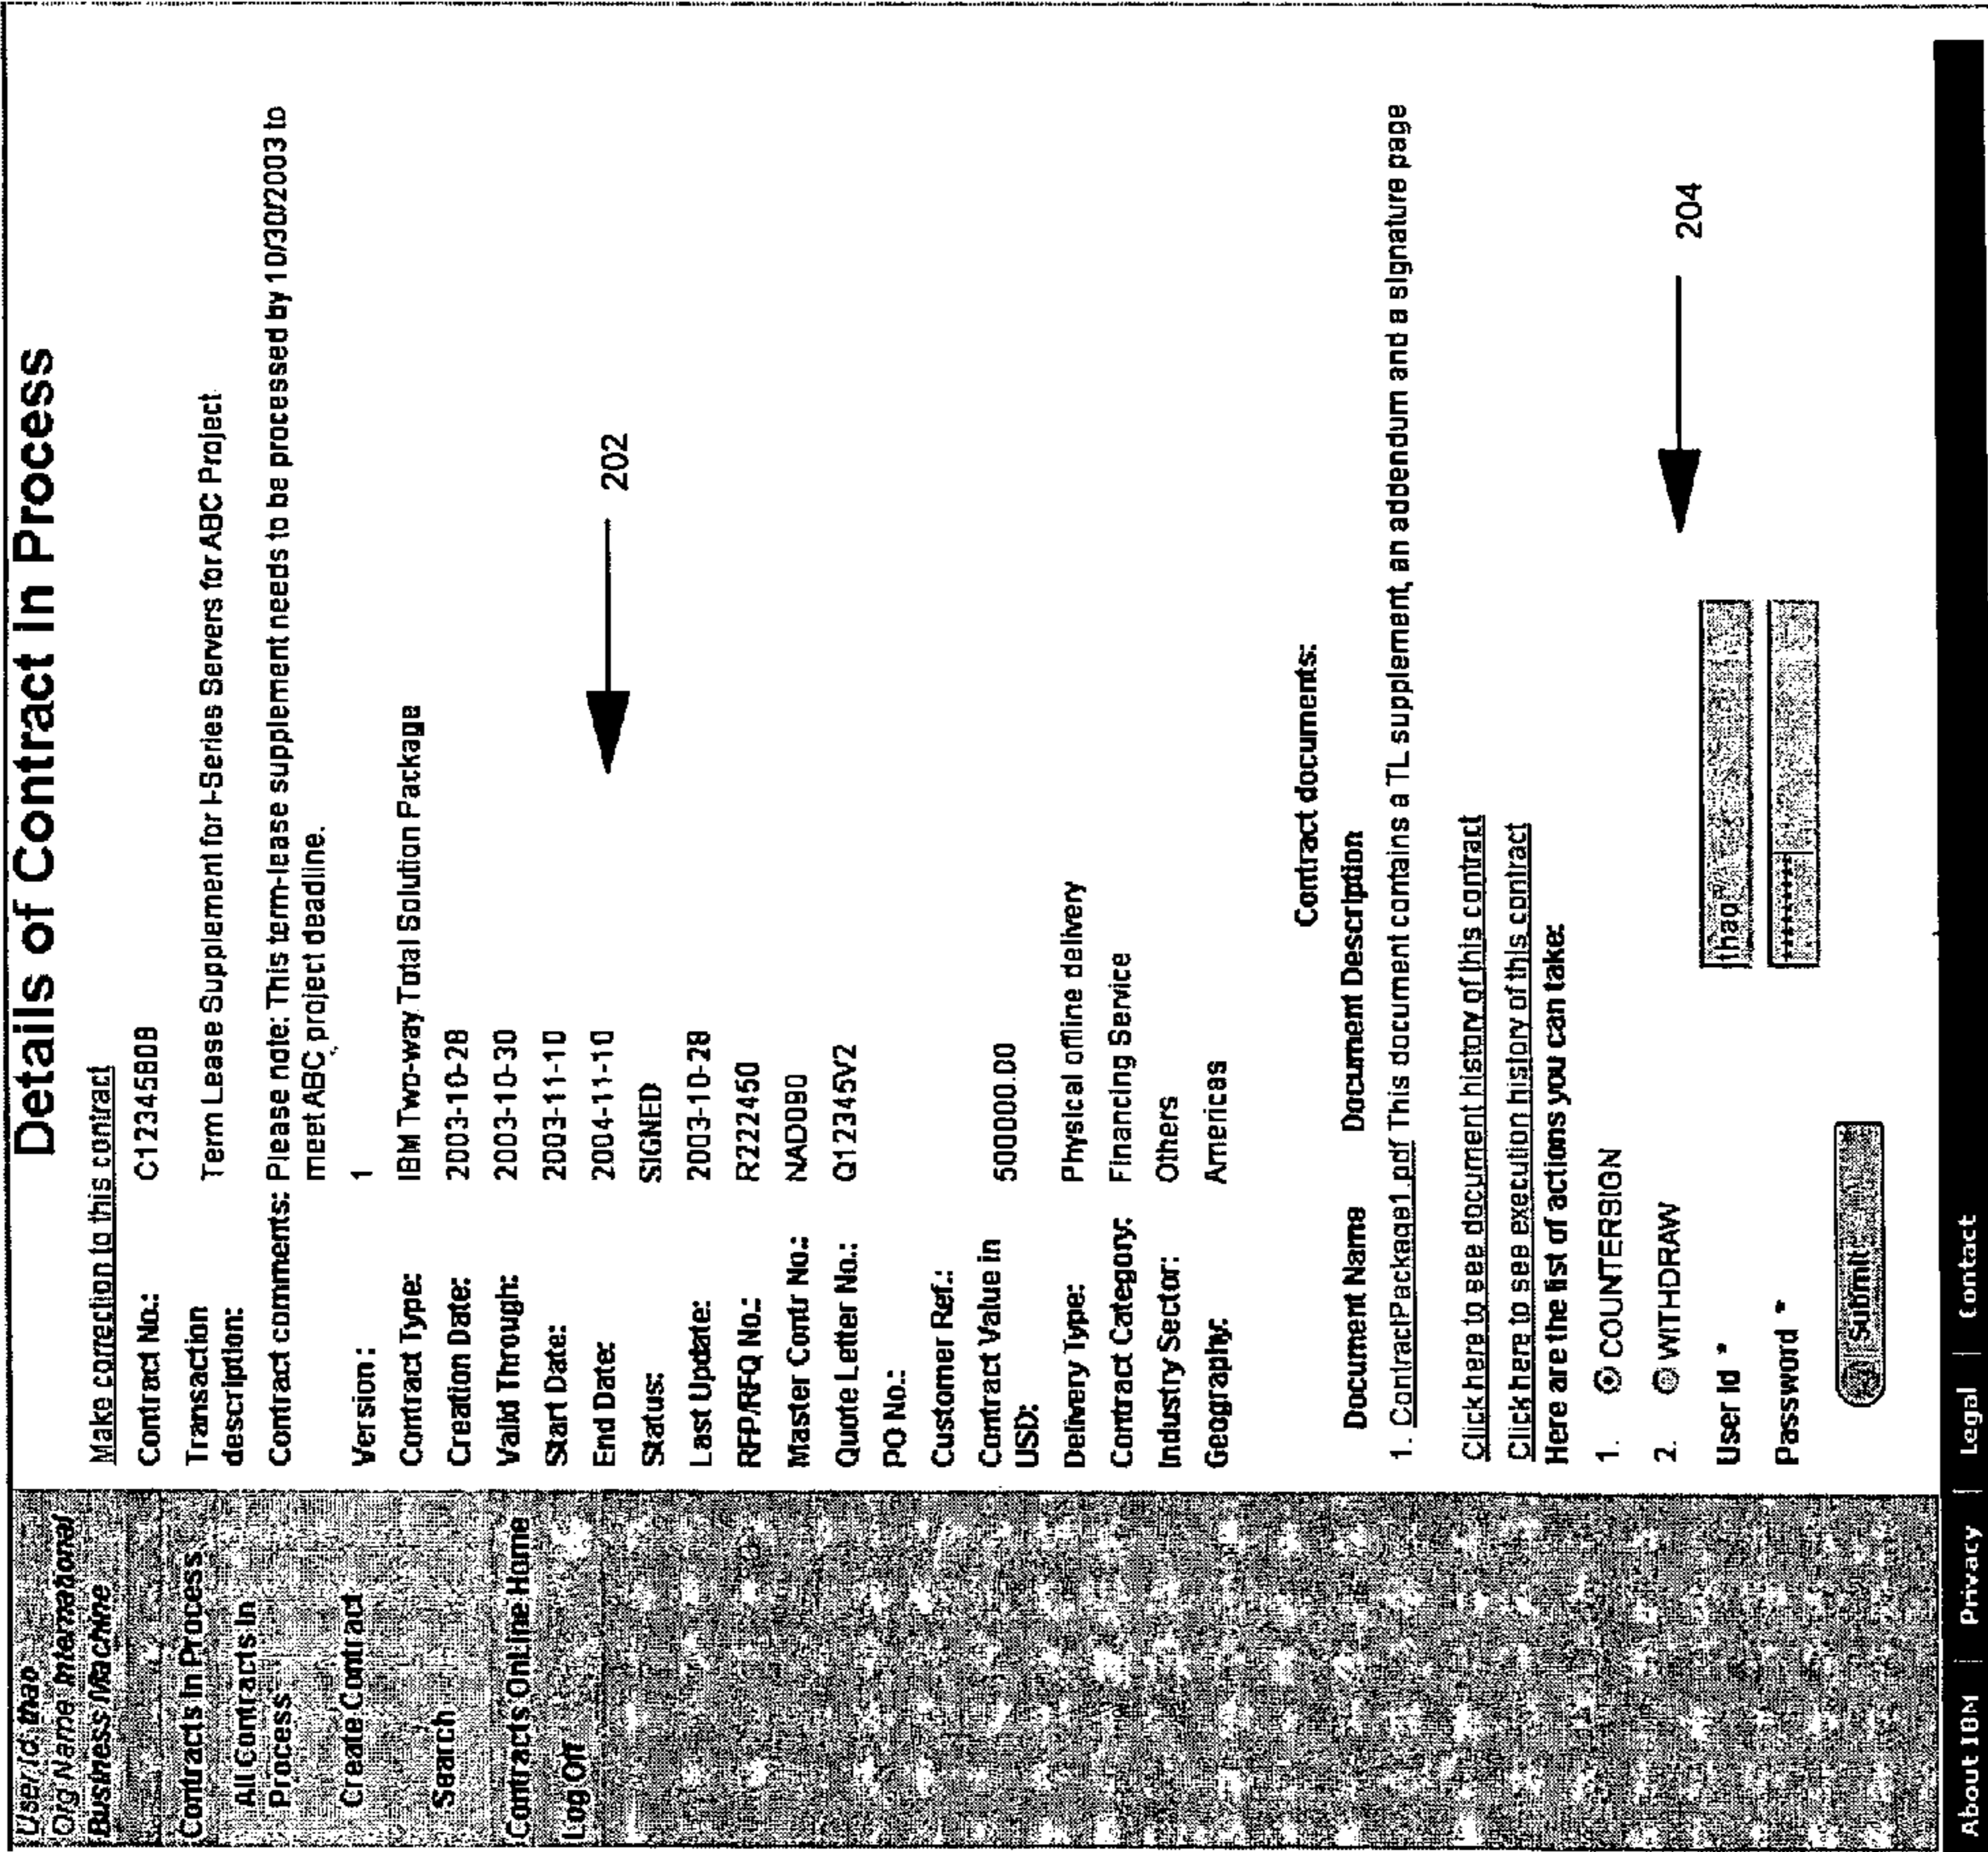 Details of Contract in Process
User Id: thao
Org Name International
Business Machine
Contracts In Process
All Contracts In
Process
Create Contract
Search
Contracts Online Home
Log Off
Make correction to this contract
Contract No.: C12345BDB
Transaction
description: Term Lease Supplement for I-Series Servers for ABC Project
Contract comments: Please note: This term-lease supplement needs to be processed by 10/30/2003 to
meet ABC project deadline.
Version : 1
Contract Type: IBM Two-way Total Solution Package
Creation Date: 2003-10-28
Valid Through: 2003-10-30
Start Date: 2003-11-10
End Date: 2004-11-10
202
Status: SIGNED
Last Update: 2003-10-28
RFP/RFQ No.: R222450
Master Contr No.: NAD090
Quote Letter No.: Q12345V2
PO No.:
Customer Ref.:
Contract Value in
USD: 500000.00
Delivery Type: Physical offline delivery
Contract Category: Financing Service
Industry Sector: Others
Geography: Americas
Contract documents:
Document Name Document Description
1. ContractPackage1.pdf This document contains a TL supplement, an addendum and a signature page
Click here to see document history of this contract
Click here to see execution history of this contract
Here are the list of actions you can take:
1. COUNTERSIGN
2. WITHDRAW
204
User Id * thao
Password * ********
Submit
About IBM | Privacy | Legal | Contact